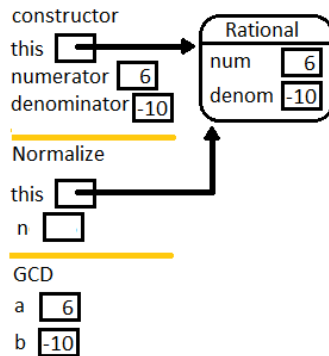 constructor
this
numerator 6
denominator -10
Rational
num 6
denom -10
Normalize
this
n
GCD
a 6
b -10